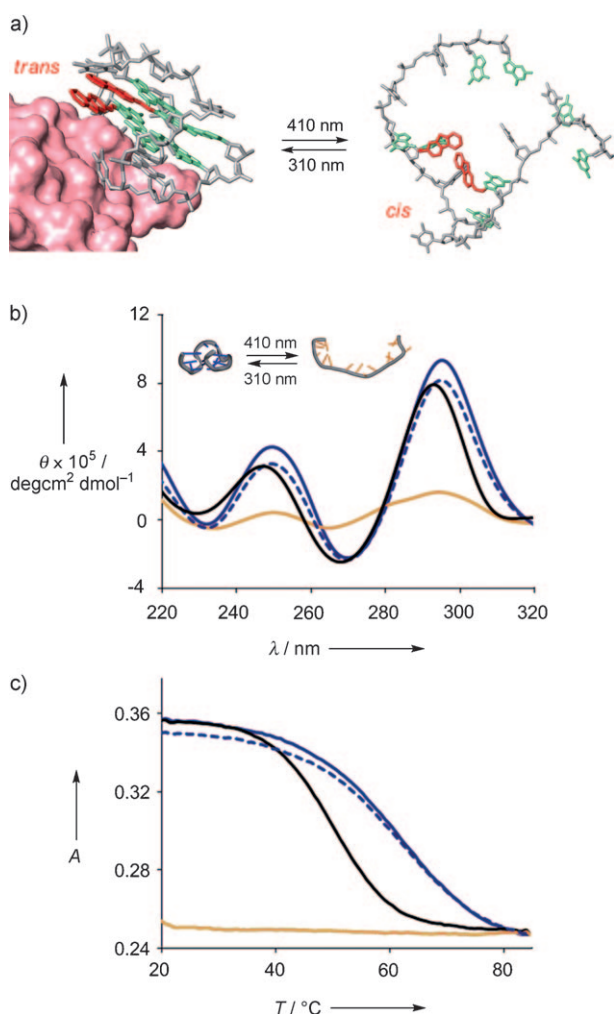 a)
trans
410 nm
310 nm
cis
b)
12
8
4
0
-4
θ x 10⁵ /
degcm² dmol⁻¹
410 nm
310 nm
220 240 260 280 300 320
λ / nm
c)
0.36
0.32
0.28
0.24
A
20 40 60 80
T / °C